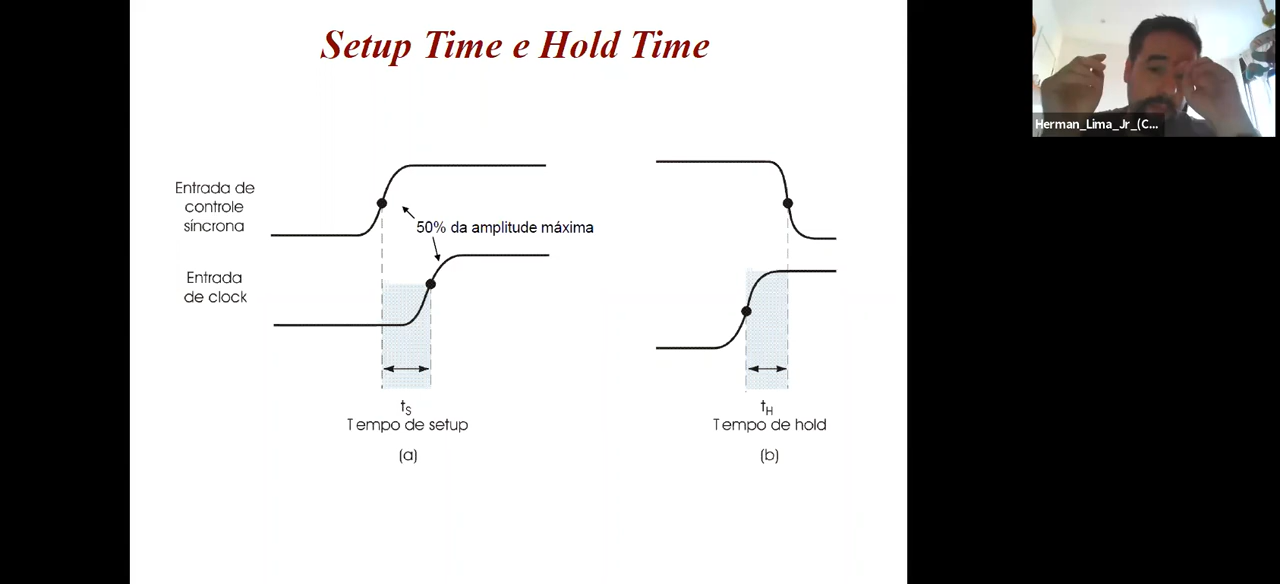 Setup Time e Hold Time
Herman_Lima_Jr_(C...
Entrada de
controle
síncrona
50% da amplitude máxima
Entrada
de clock
tS
Tempo de setup
(a)
tH
Tempo de hold
(b)